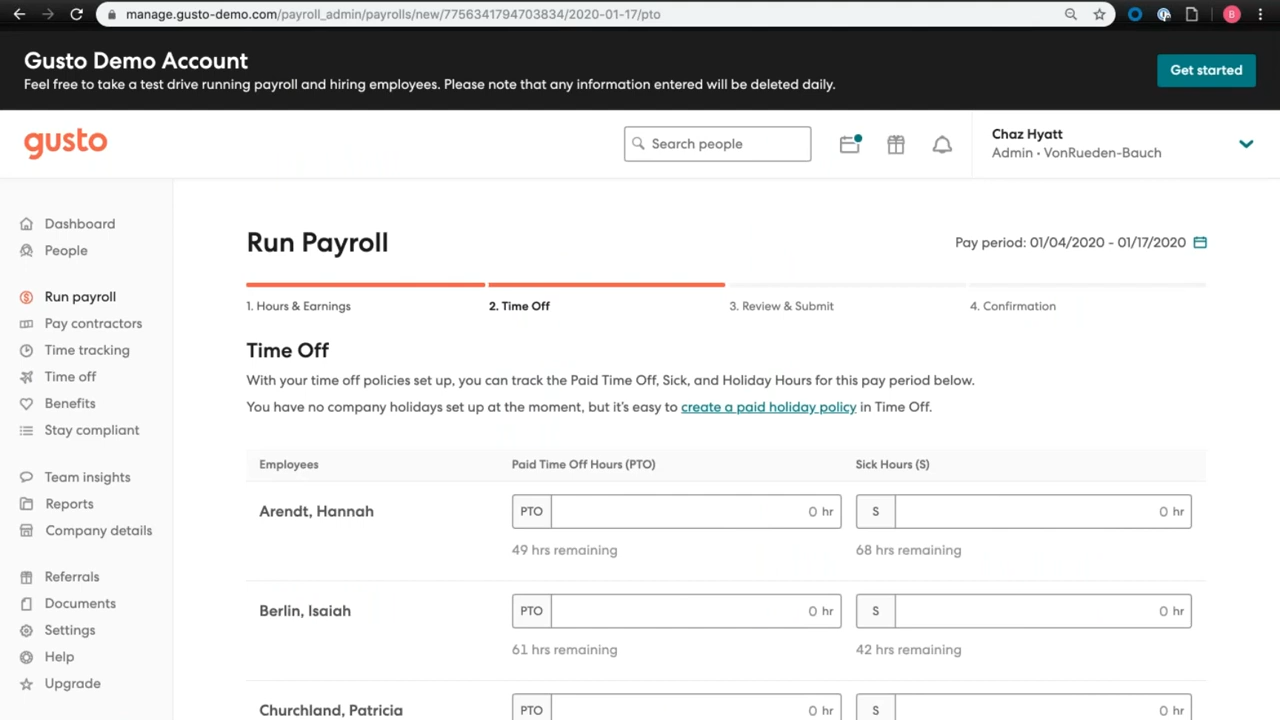 manage.gusto-demo.com/payroll_admin/payrolls/new/7756341794703834/2020-01-17/pto
B
Gusto Demo Account
Feel free to take a test drive running payroll and hiring employees. Please note that any information entered will be deleted daily.
Get started
gusto
Search people
Chaz Hyatt
Admin • VonRueden-Bauch
Dashboard
People
Run payroll
Pay contractors
Time tracking
Time off
Benefits
Stay compliant
Team insights
Reports
Company details
Referrals
Documents
Settings
Help
Upgrade
Run Payroll
Pay period: 01/04/2020 - 01/17/2020
1. Hours & Earnings
2. Time Off
3. Review & Submit
4. Confirmation
Time Off
With your time off policies set up, you can track the Paid Time Off, Sick, and Holiday Hours for this pay period below.
You have no company holidays set up at the moment, but it's easy to create a paid holiday policy in Time Off.
Employees Paid Time Off Hours (PTO) Sick Hours (S)
Arendt, Hannah PTO 0 hr S 0 hr
49 hrs remaining 68 hrs remaining
Berlin, Isaiah PTO 0 hr S 0 hr
61 hrs remaining 42 hrs remaining
Churchland, Patricia PTO 0 hr S 0 hr